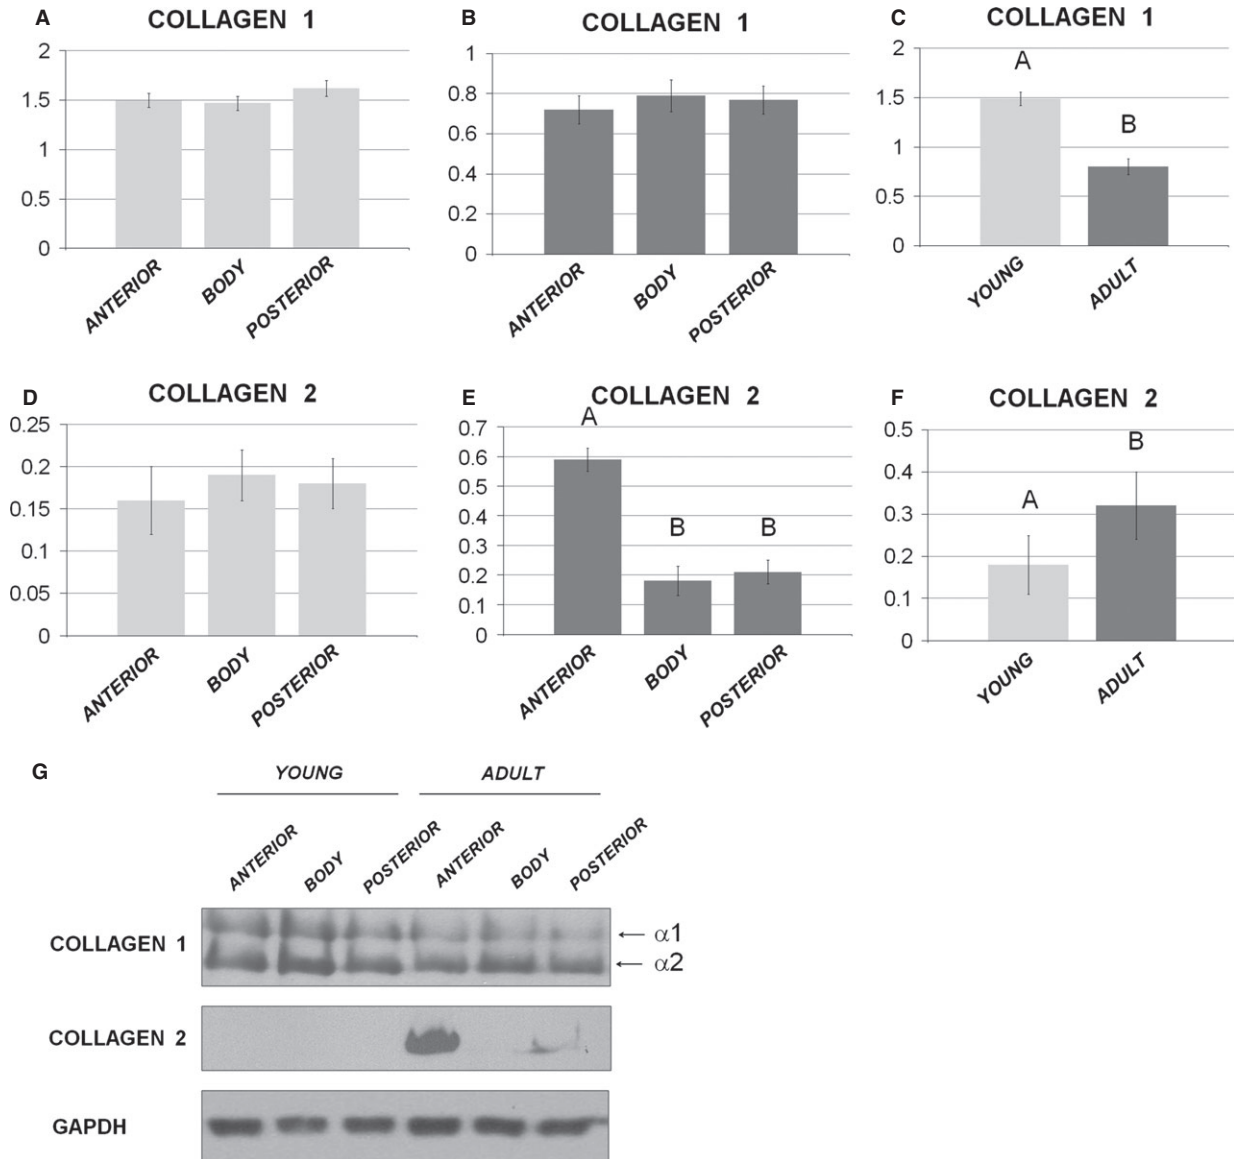 A
COLLAGEN 1
2
1.5
1
0.5
0
ANTERIOR
BODY
POSTERIOR
B
COLLAGEN 1
1
0.8
0.6
0.4
0.2
0
ANTERIOR
BODY
POSTERIOR
C
COLLAGEN 1
2
1.5
1
0.5
0
A
B
YOUNG
ADULT
D
COLLAGEN 2
0.25
0.2
0.15
0.1
0.05
0
ANTERIOR
BODY
POSTERIOR
E
COLLAGEN 2
0.7
0.6
0.5
0.4
0.3
0.2
0.1
0
A
B
B
ANTERIOR
BODY
POSTERIOR
F
COLLAGEN 2
0.5
0.4
0.3
0.2
0.1
0
A
B
YOUNG
ADULT
G
YOUNG
ADULT
ANTERIOR
BODY
POSTERIOR
ANTERIOR
BODY
POSTERIOR
COLLAGEN 1
← α1
← α2
COLLAGEN 2
GAPDH